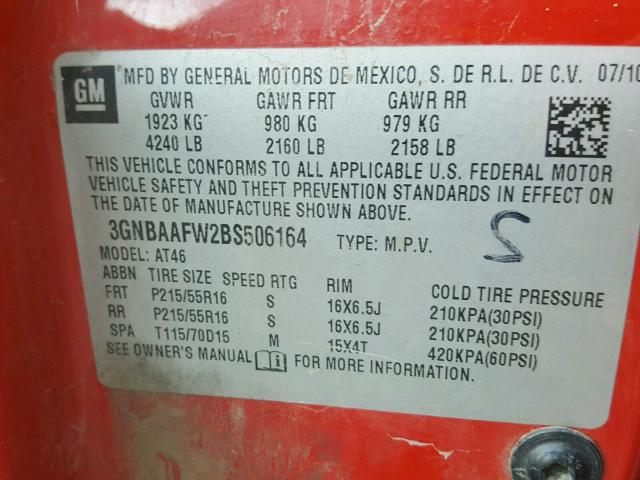 GM
MFD BY GENERAL MOTORS DE MEXICO, S. DE R.L. DE C.V. 07/10
GVWR GAWR FRT GAWR RR
1923 KG 980 KG 979 KG
4240 LB 2160 LB 2158 LB
THIS VEHICLE CONFORMS TO ALL APPLICABLE U.S. FEDERAL MOTOR
VEHICLE SAFETY AND THEFT PREVENTION STANDARDS IN EFFECT ON
THE DATE OF MANUFACTURE SHOWN ABOVE.
3GNBAAFW2BS506164 TYPE: M.P.V.
MODEL: AT46
ABBN TIRE SIZE SPEED RTG RIM COLD TIRE PRESSURE
FRT P215/55R16 S 16X6.5J 210KPA(30PSI)
RR P215/55R16 S 16X6.5J 210KPA(30PSI)
SPA T115/70D15 M 15X4T 420KPA(60PSI)
SEE OWNER'S MANUAL FOR MORE INFORMATION.